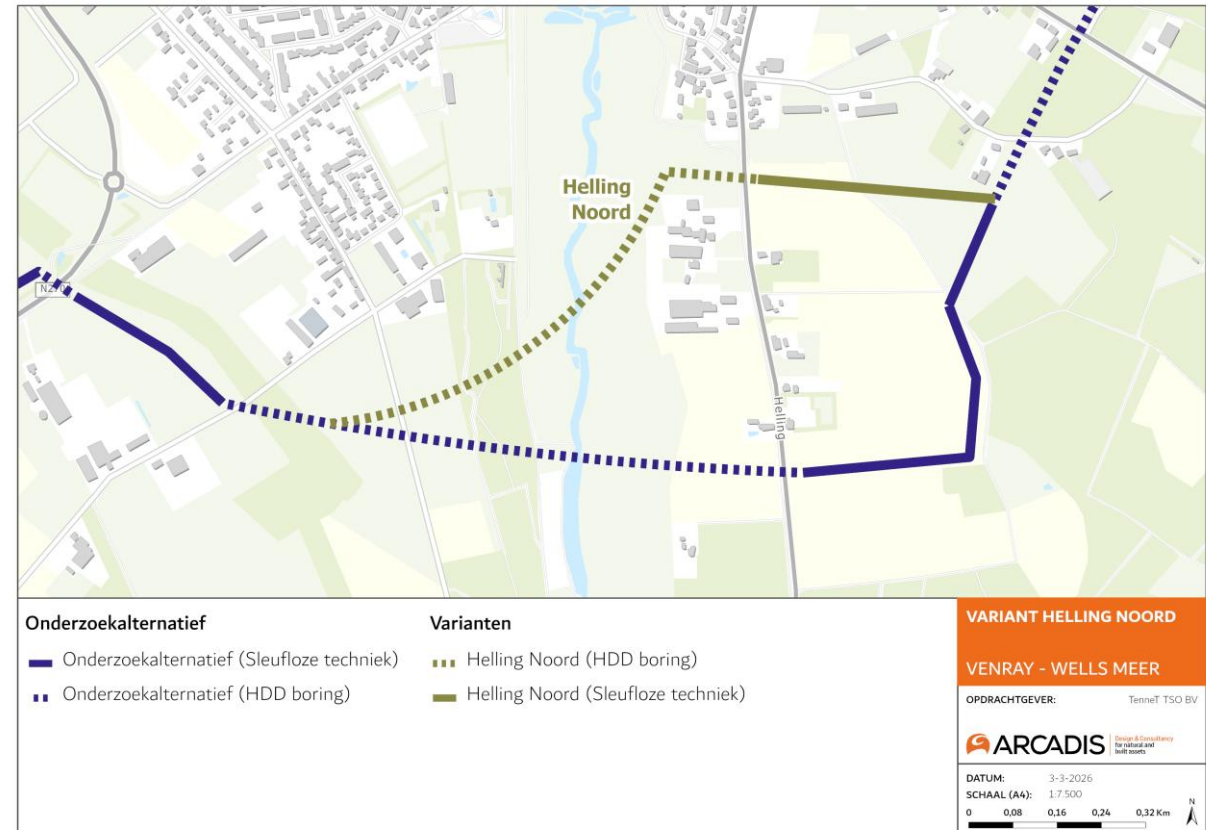 Helling
Noord
N270
Helling
Onderzoekalternatief
Onderzoekalternatief (Sleufloze techniek)
Onderzoekalternatief (HDD boring)
Varianten
Helling Noord (HDD boring)
Helling Noord (Sleufloze techniek)
VARIANT HELLING NOORD
VENRAY - WELLS MEER
OPDRACHTGEVER: TenneT TSO BV
ARCADIS
Design & Consultancy
for natural and
built assets
DATUM: 3-3-2026
SCHAAL (A4): 1:7.500
0 0,08 0,16 0,24 0,32 Km
N